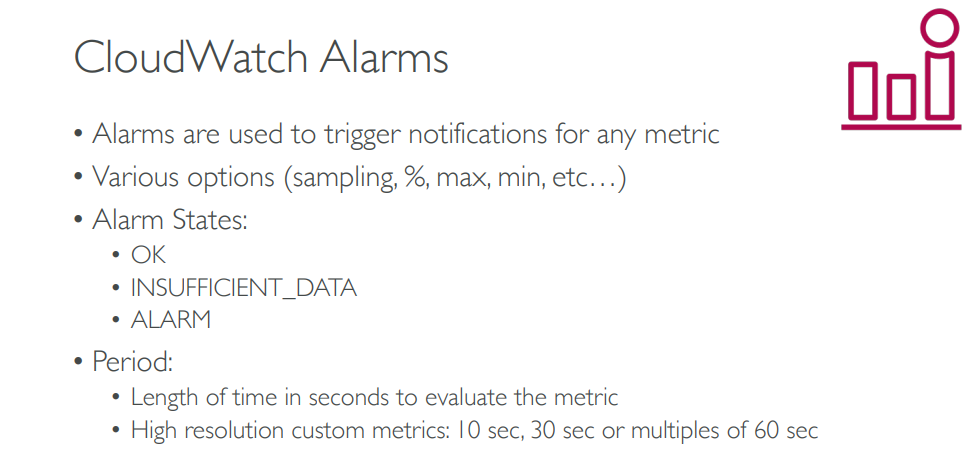 CloudWatch Alarms
• Alarms are used to trigger notifications for any metric
• Various options (sampling, %, max, min, etc…)
• Alarm States:
• OK
• INSUFFICIENT_DATA
• ALARM
• Period:
• Length of time in seconds to evaluate the metric
• High resolution custom metrics: 10 sec, 30 sec or multiples of 60 sec